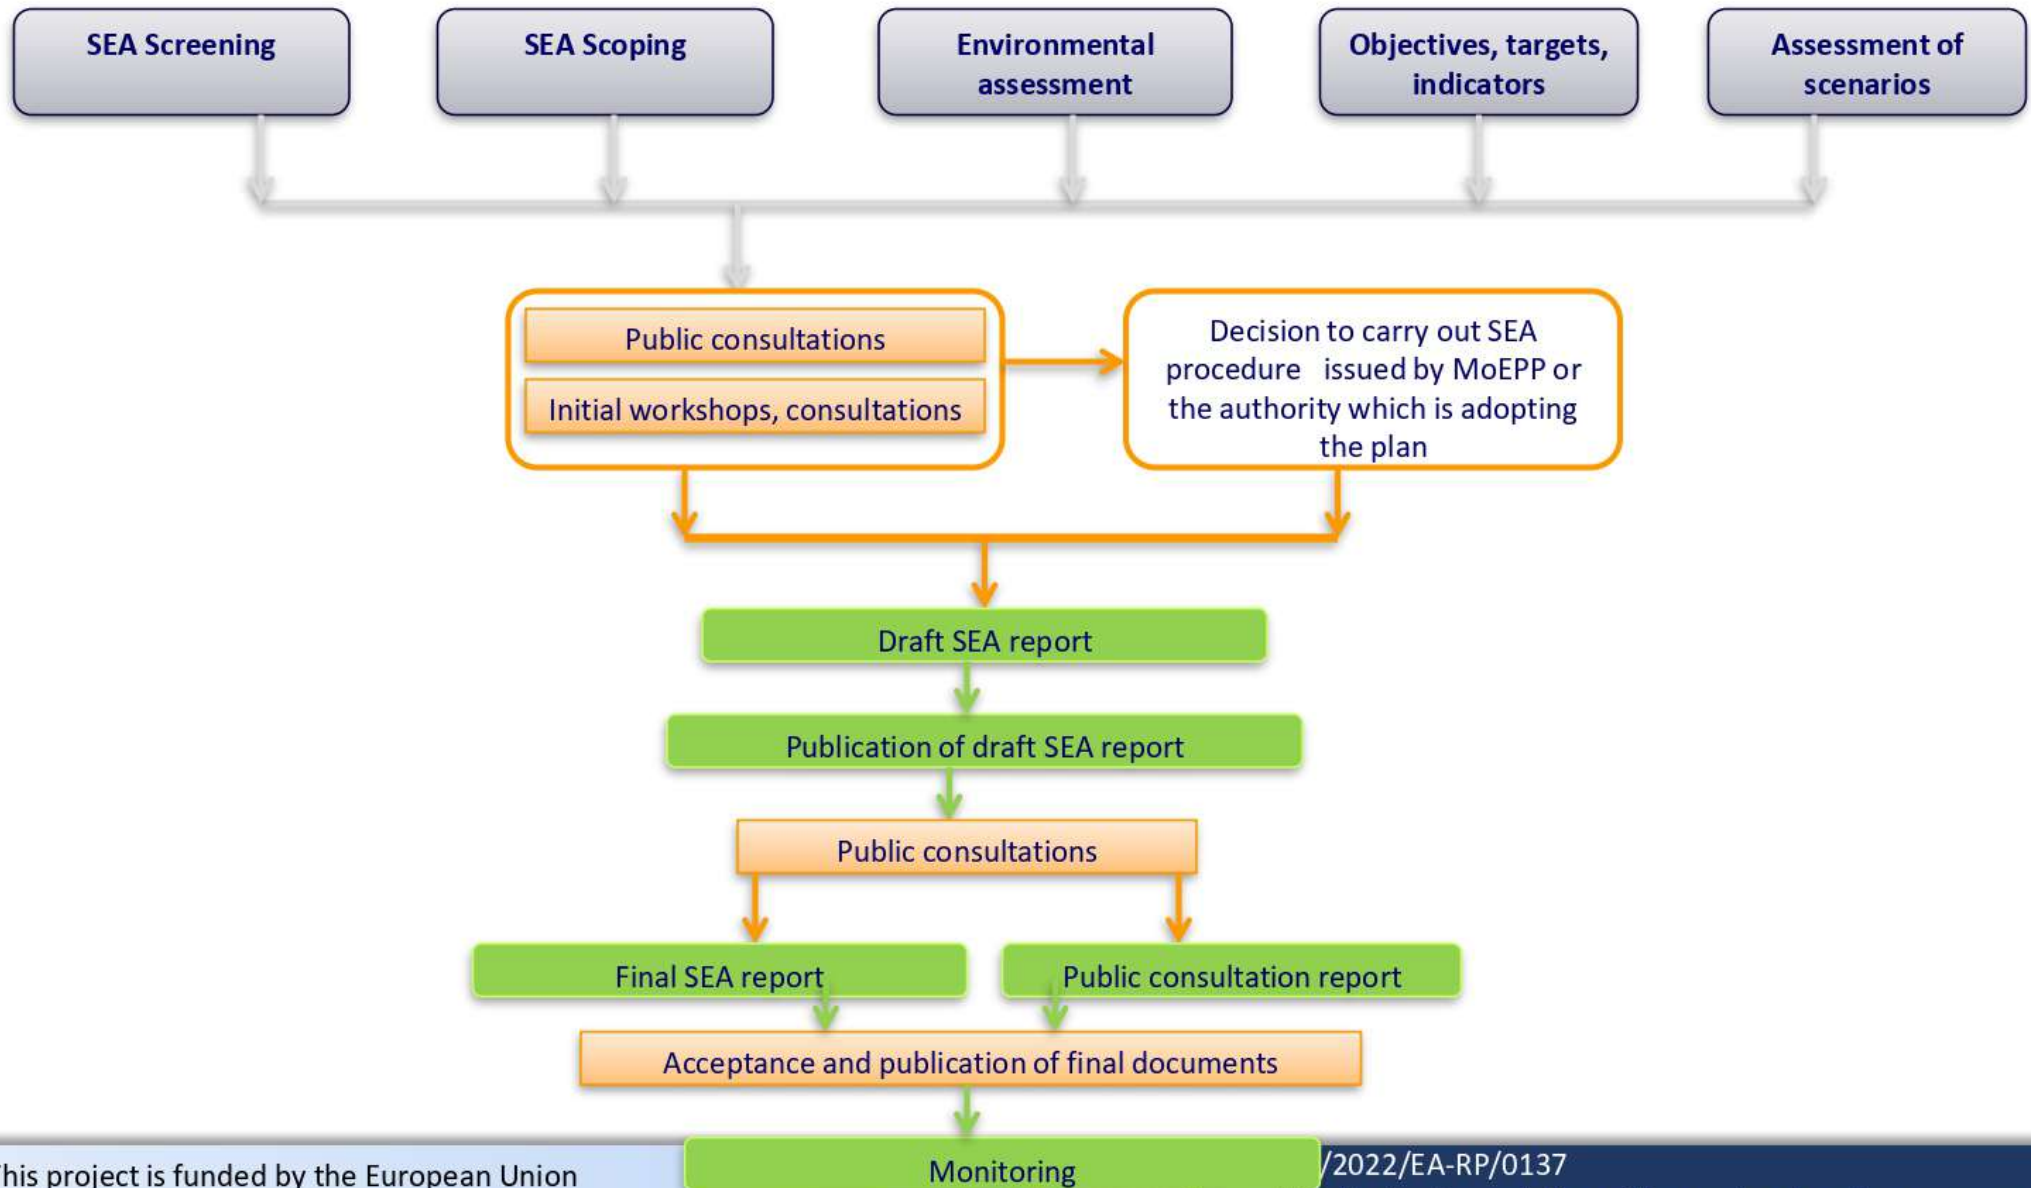 SEA Screening
SEA Scoping
Environmental
assessment
Objectives, targets,
indicators
Assessment of
scenarios
Public consultations
Initial workshops, consultations
Decision to carry out SEA
procedure issued by MoEPP or
the authority which is adopting
the plan
Draft SEA report
Publication of draft SEA report
Public consultations
Final SEA report
Public consultation report
Acceptance and publication of final documents
Monitoring
his project is funded by the European Union
/2022/EA-RP/0137